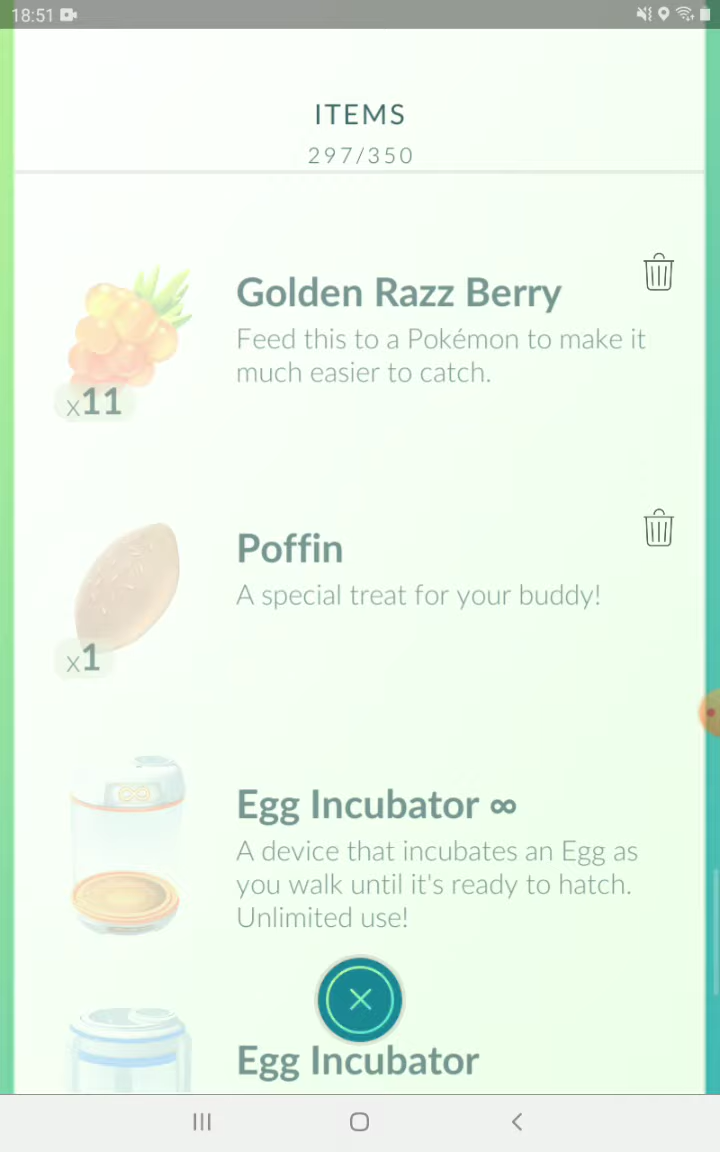 18:51
ITEMS
297/350
Golden Razz Berry
Feed this to a Pokémon to make it
much easier to catch.
x11
Poffin
A special treat for your buddy!
x1
Egg Incubator ∞
A device that incubates an Egg as
you walk until it's ready to hatch.
Unlimited use!
Egg Incubator